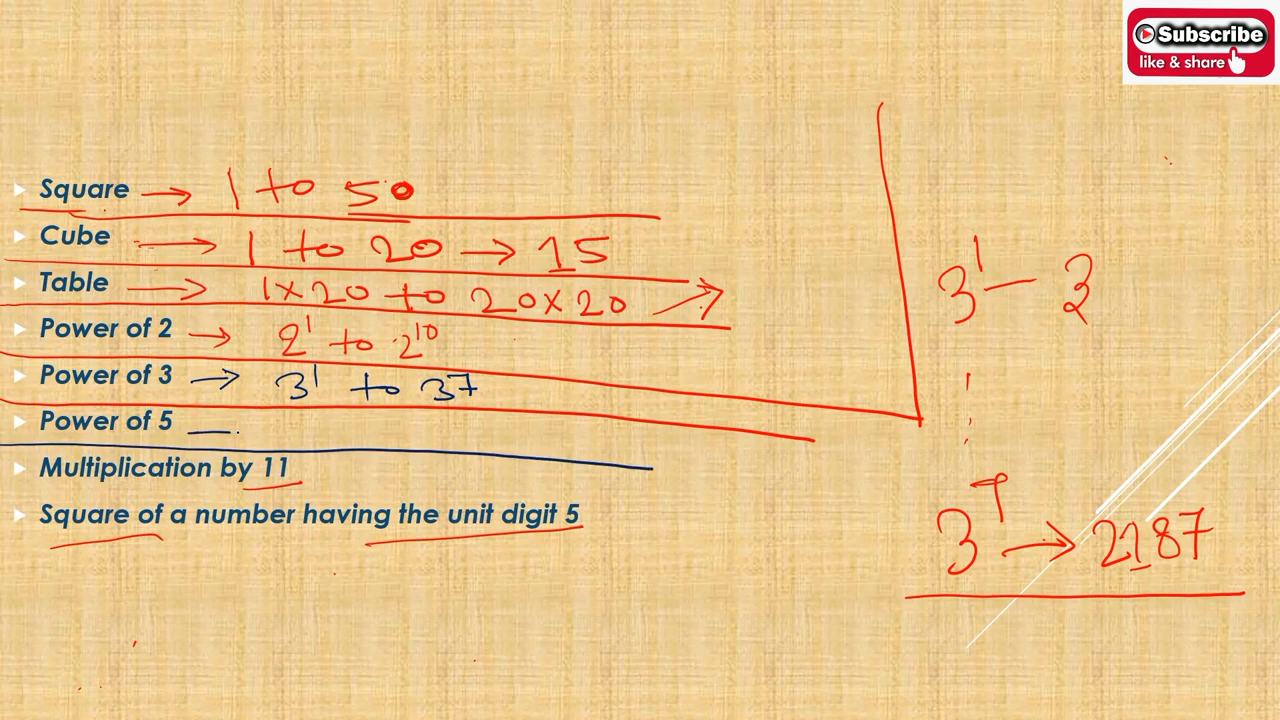 Subscribe
like & share
Square → 1 to 50
Cube → 1 to 20 → 15
Table → 1×20 to 20×20 →
Power of 2 → 2¹ to 2¹⁰
Power of 3 → 3¹ to 3⁷
Power of 5 —
Multiplication by 11
Square of a number having the unit digit 5
3¹ — 3
3⁷ → 2187